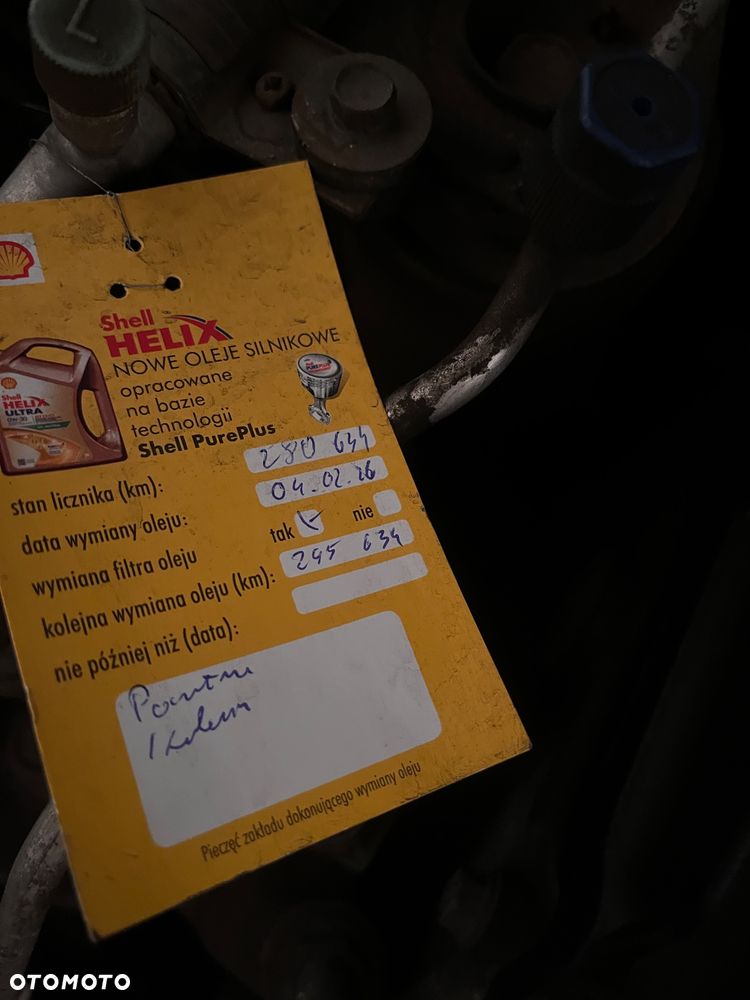 Shell
HELIX
NOWE OLEJE SILNIKOWE
opracowane
na bazie
technologii
Shell PurePlus
Shell
HELIX
ULTRA
0W-30
stan licznika (km): 280 634
data wymiany oleju: 04.02.26
wymiana filtra oleju tak nie
kolejna wymiana oleju (km): 295 634
nie później niż (data):
Pieczęć zakładu dokonującego wymiany oleju
OTOMOTO